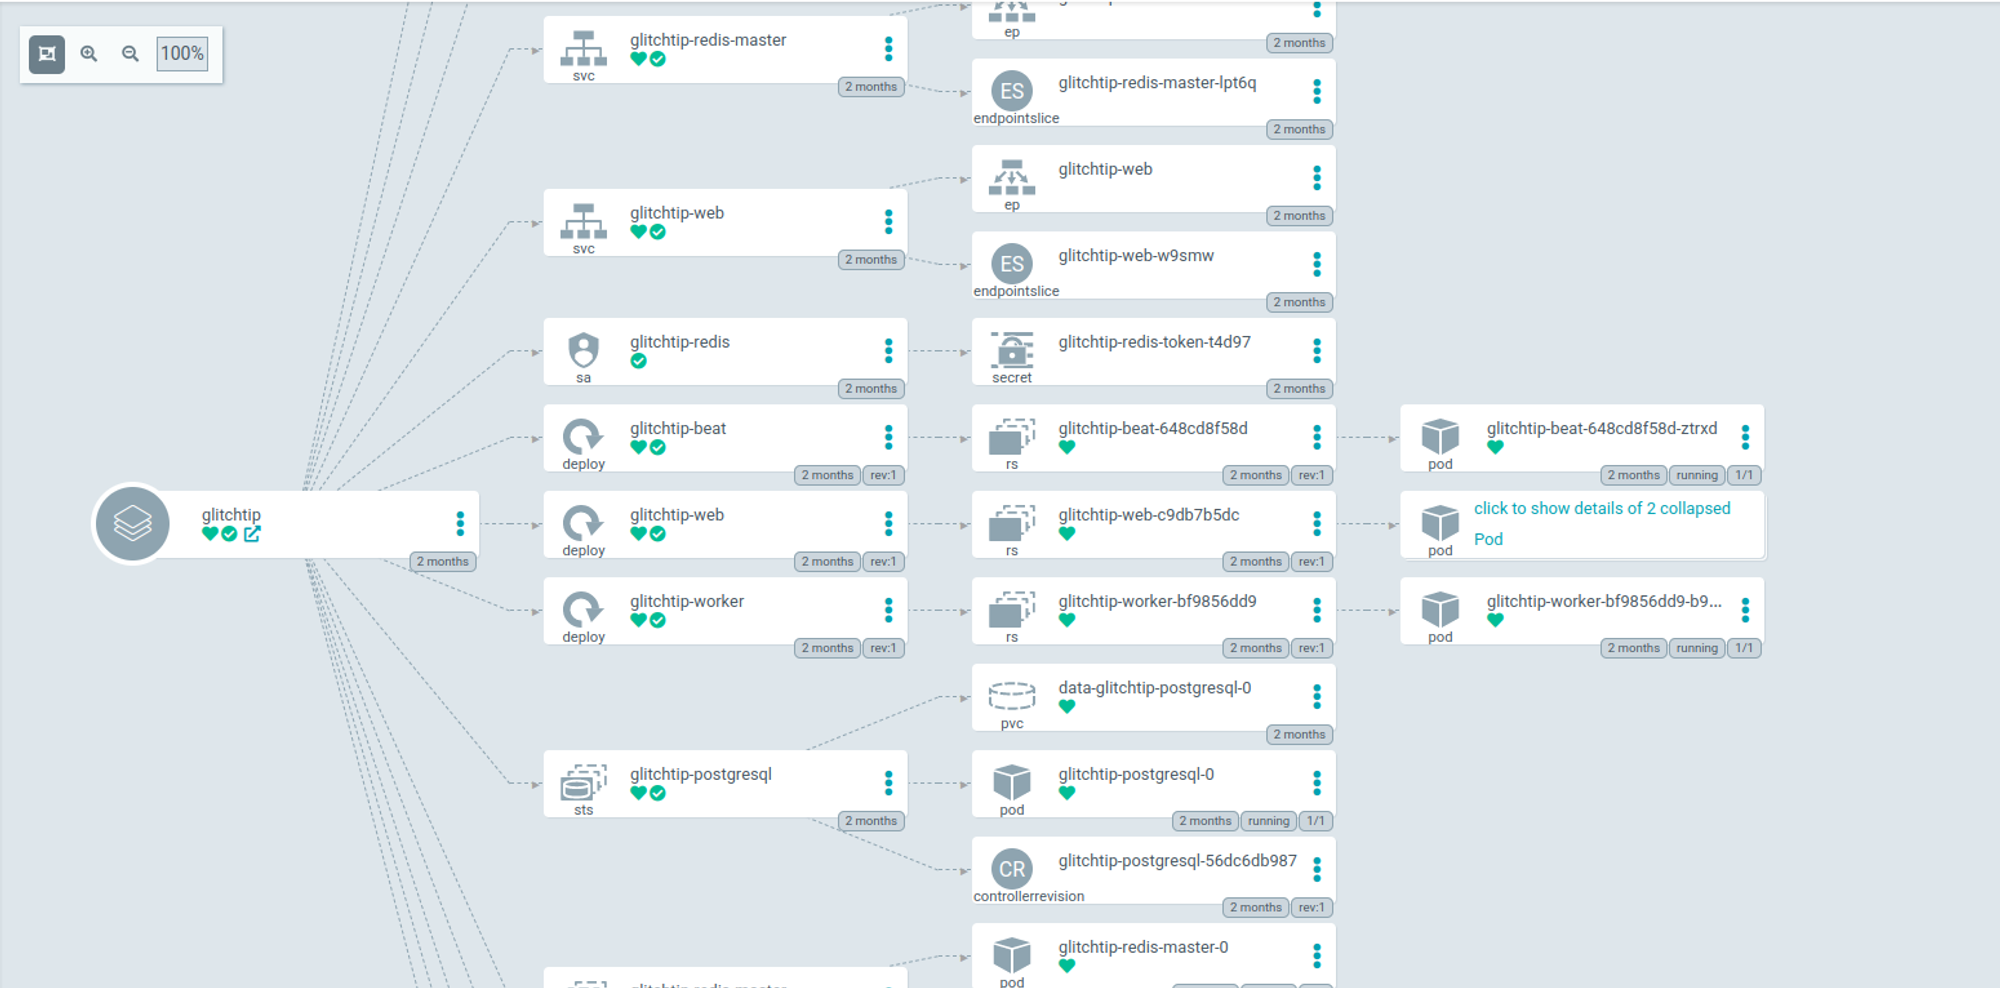 100%
glitchtip
2 months
glitchtip-redis-master
svc
2 months
glitchtip-web
svc
2 months
glitchtip-redis
sa
2 months
glitchtip-beat
deploy
2 months rev:1
glitchtip-web
deploy
2 months rev:1
glitchtip-worker
deploy
2 months rev:1
glitchtip-postgresql
sts
2 months
ep
2 months
ES
glitchtip-redis-master-lpt6q
endpointslice
2 months
glitchtip-web
ep
2 months
ES
glitchtip-web-w9smw
endpointslice
2 months
glitchtip-redis-token-t4d97
secret
2 months
glitchtip-beat-648cd8f58d
rs
2 months rev:1
glitchtip-web-c9db7b5dc
rs
2 months rev:1
glitchtip-worker-bf9856dd9
rs
2 months rev:1
data-glitchtip-postgresql-0
pvc
2 months
glitchtip-postgresql-0
pod
2 months running 1/1
CR
glitchtip-postgresql-56dc6db987
controllerrevision
2 months rev:1
glitchtip-redis-master-0
pod
glitchtip-beat-648cd8f58d-ztrxd
pod
2 months running 1/1
click to show details of 2 collapsed
Pod
pod
glitchtip-worker-bf9856dd9-b9...
pod
2 months running 1/1